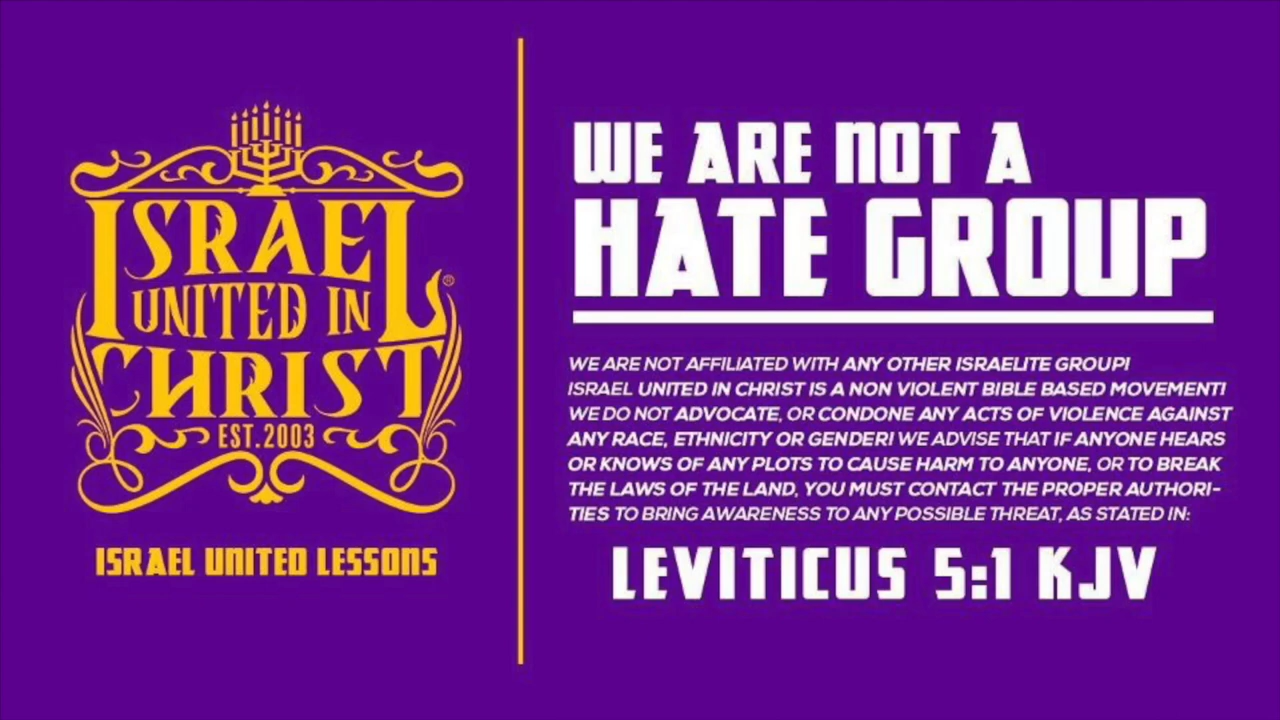 ISRAEL
UNITED IN
CHRIST
EST.2003
ISRAEL UNITED LESSONS
WE ARE NOT A
HATE GROUP
WE ARE NOT AFFILIATED WITH ANY OTHER ISRAELITE GROUP!
ISRAEL UNITED IN CHRIST IS A NON VIOLENT BIBLE BASED MOVEMENT!
WE DO NOT ADVOCATE, OR CONDONE ANY ACTS OF VIOLENCE AGAINST
ANY RACE, ETHNICITY OR GENDER! WE ADVISE THAT IF ANYONE HEARS
OR KNOWS OF ANY PLOTS TO CAUSE HARM TO ANYONE, OR TO BREAK
THE LAWS OF THE LAND, YOU MUST CONTACT THE PROPER AUTHORI-
TIES TO BRING AWARENESS TO ANY POSSIBLE THREAT, AS STATED IN:
LEVITICUS 5:1 KJV